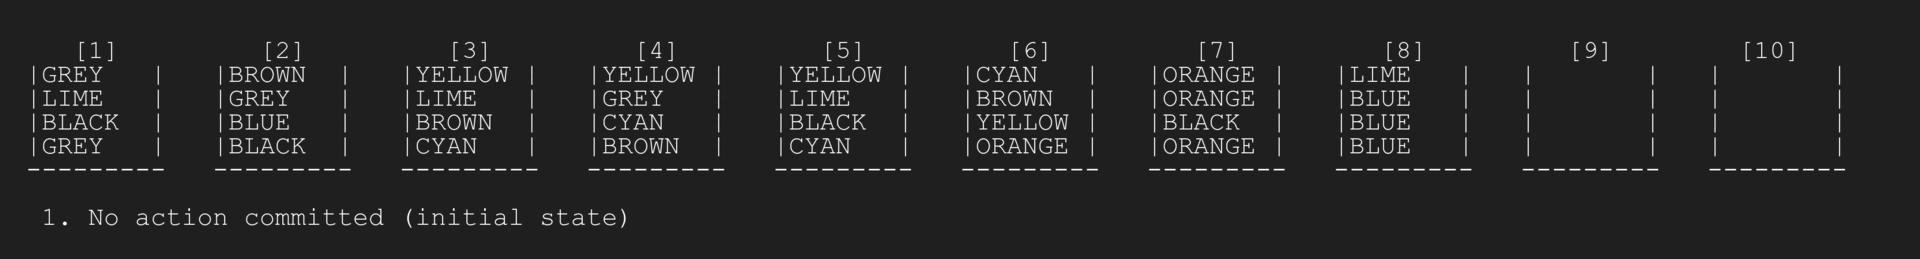 [1]         [2]         [3]         [4]         [5]         [6]         [7]         [8]         [9]        [10]
 |GREY   |   |BROWN  |   |YELLOW |   |YELLOW |   |YELLOW |   |CYAN   |   |ORANGE |   |LIME   |   |       |   |       |
 |LIME   |   |GREY   |   |LIME   |   |GREY   |   |LIME   |   |BROWN  |   |ORANGE |   |BLUE   |   |       |   |       |
 |BLACK  |   |BLUE   |   |BROWN  |   |CYAN   |   |BLACK  |   |YELLOW |   |BLACK  |   |BLUE   |   |       |   |       |
 |GREY   |   |BLACK  |   |CYAN   |   |BROWN  |   |CYAN   |   |ORANGE |   |ORANGE |   |BLUE   |   |       |   |       |
 ---------   ---------   ---------   ---------   ---------   ---------   ---------   ---------   ---------   ---------
 1. No action committed (initial state)